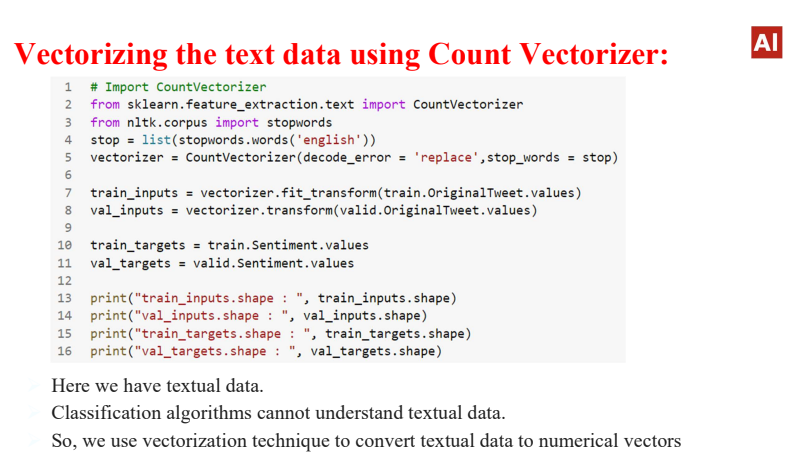 Vectorizing the text data using Count Vectorizer:
AI
1 # Import CountVectorizer
2 from sklearn.feature_extraction.text import CountVectorizer
3 from nltk.corpus import stopwords
4 stop = list(stopwords.words('english'))
5 vectorizer = CountVectorizer(decode_error = 'replace',stop_words = stop)
6
7 train_inputs = vectorizer.fit_transform(train.OriginalTweet.values)
8 val_inputs = vectorizer.transform(valid.OriginalTweet.values)
9
10 train_targets = train.Sentiment.values
11 val_targets = valid.Sentiment.values
12
13 print("train_inputs.shape : ", train_inputs.shape)
14 print("val_inputs.shape : ", val_inputs.shape)
15 print("train_targets.shape : ", train_targets.shape)
16 print("val_targets.shape : ", val_targets.shape)
Here we have textual data.
Classification algorithms cannot understand textual data.
So, we use vectorization technique to convert textual data to numerical vectors